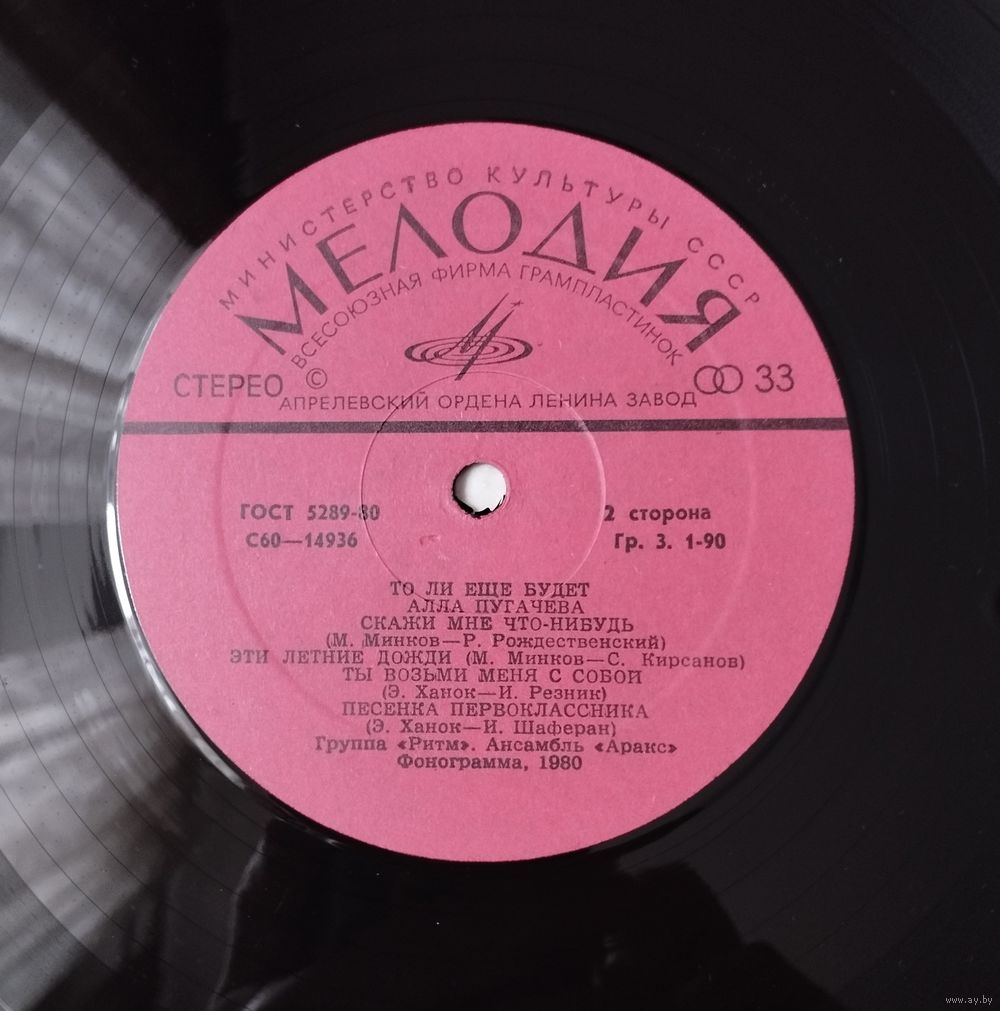 МИНИСТЕРСТВО КУЛЬТУРЫ СССР
МЕЛОДИЯ
ВСЕСОЮЗНАЯ ФИРМА ГРАМПЛАСТИНОК
СТЕРЕО © 33
АПРЕЛЕВСКИЙ ОРДЕНА ЛЕНИНА ЗАВОД
ГОСТ 5289-80 2 сторона
С60—14936 Гр. 3. 1-90
ТО ЛИ ЕЩЕ БУДЕТ
АЛЛА ПУГАЧЕВА
СКАЖИ МНЕ ЧТО-НИБУДЬ
(М. Минков—Р. Рождественский)
ЭТИ ЛЕТНИЕ ДОЖДИ (М. Минков—С. Кирсанов)
ТЫ ВОЗЬМИ МЕНЯ С СОБОЙ
(Э. Ханок—И. Резник)
ПЕСЕНКА ПЕРВОКЛАССНИКА
(Э. Ханок—И. Шаферан)
Группа «Ритм». Ансамбль «Аракс»
Фонограмма, 1980
www.ay.by